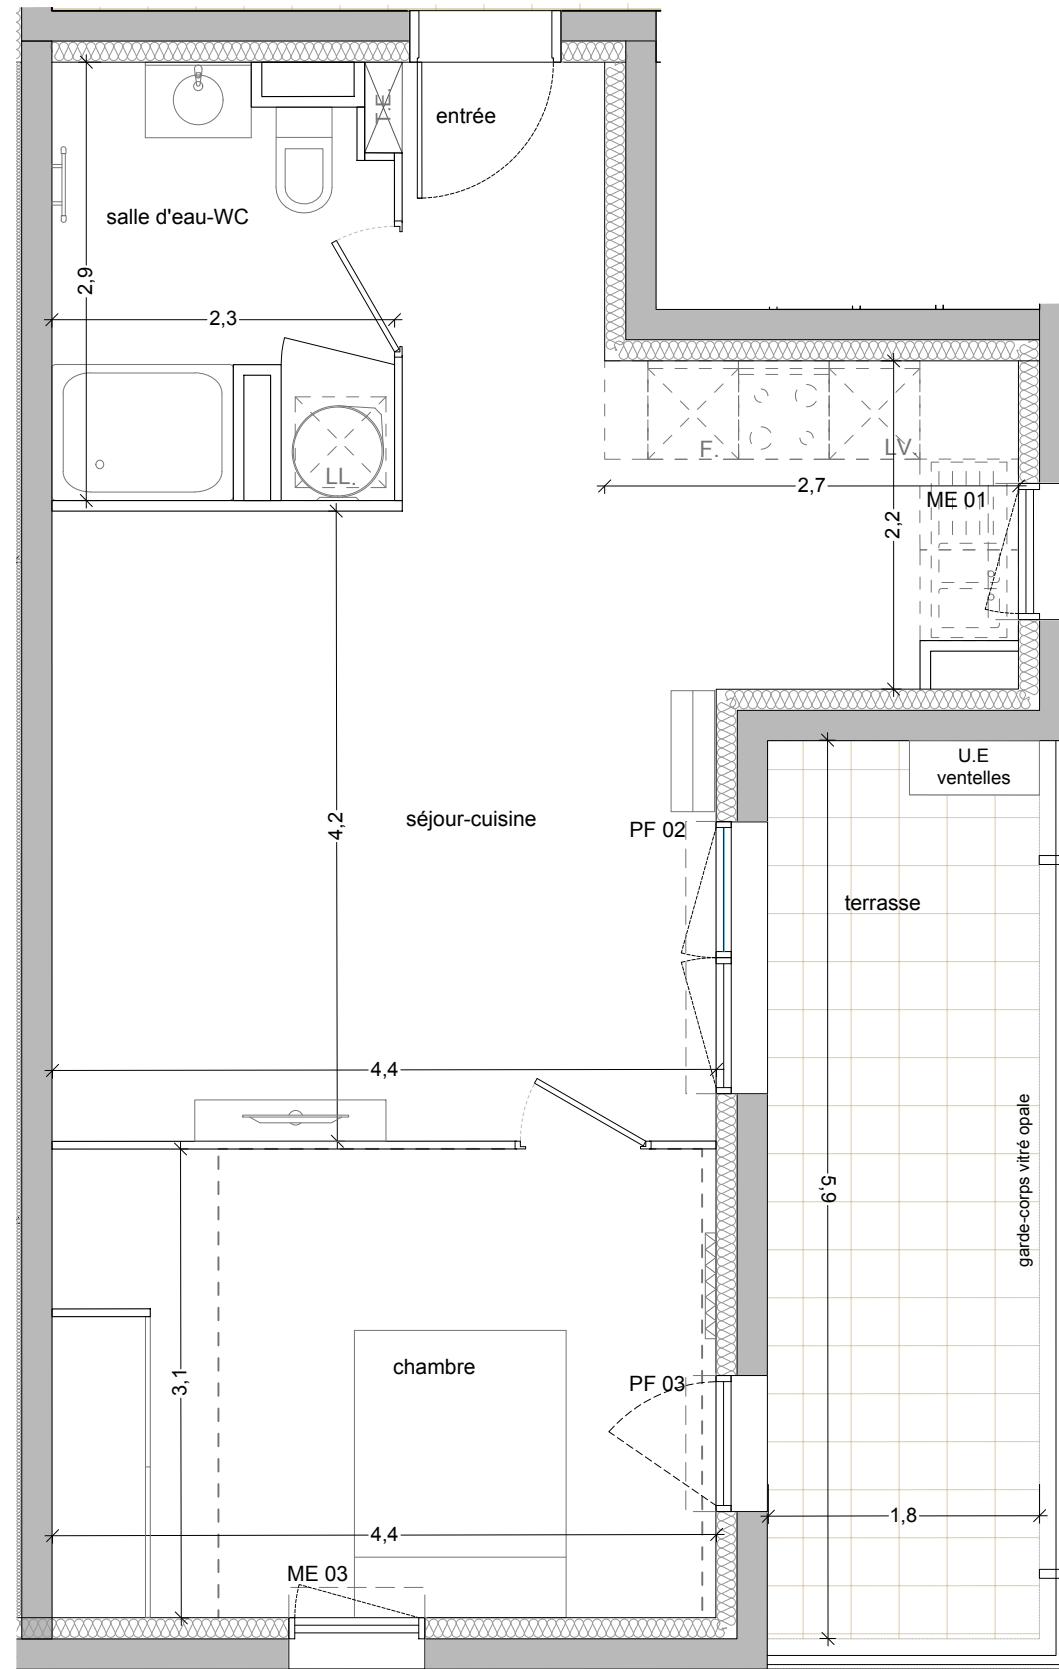 entrée
T.E.
salle d'eau-WC
2,9
2,3
F.
LV.
LL.
2,7
ME 01
2,2
U.E
ventelles
4,2
séjour-cuisine
PF 02
terrasse
4,4
garde-corps vitré opale
5,9
chambre
3,1
PF 03
1,8
4,4
ME 03